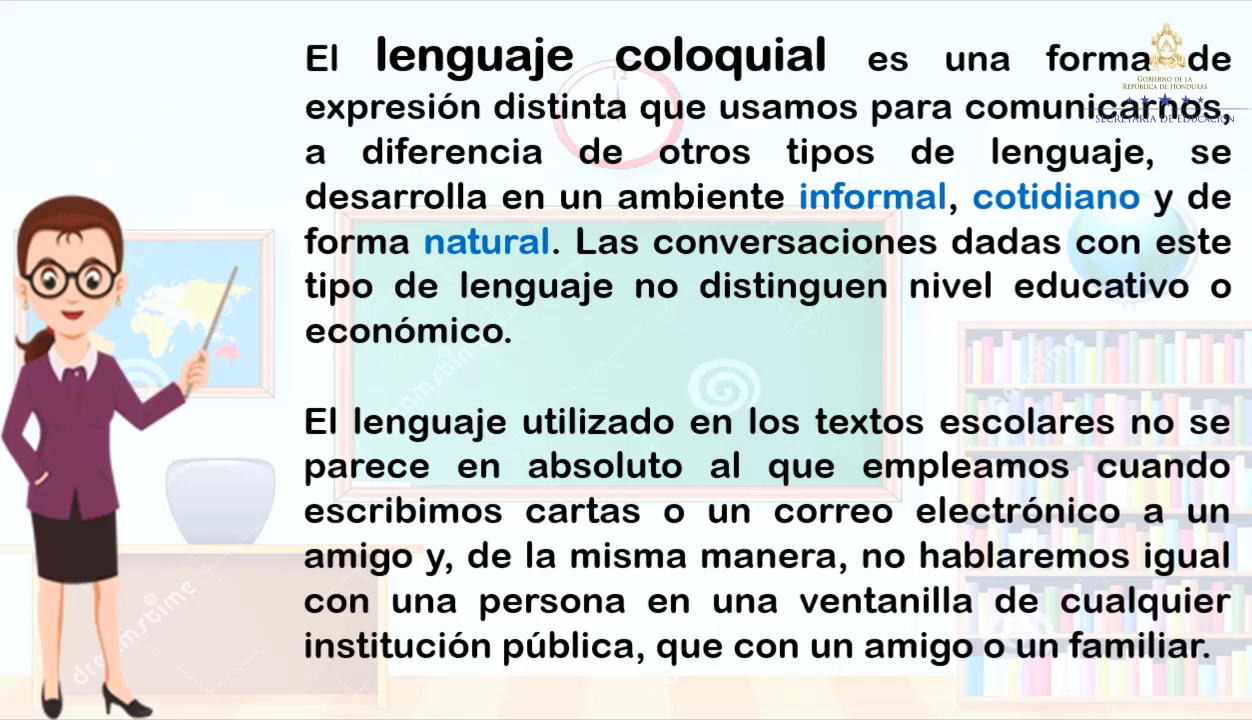 El lenguaje coloquial es una forma de
expresión distinta que usamos para comunicarnos,
a diferencia de otros tipos de lenguaje, se
desarrolla en un ambiente informal, cotidiano y de
forma natural. Las conversaciones dadas con este
tipo de lenguaje no distinguen nivel educativo o
económico.
El lenguaje utilizado en los textos escolares no se
parece en absoluto al que empleamos cuando
escribimos cartas o un correo electrónico a un
amigo y, de la misma manera, no hablaremos igual
con una persona en una ventanilla de cualquier
institución pública, que con un amigo o un familiar.
GOBIERNO DE LA
REPÚBLICA DE HONDURAS
SECRETARÍA DE EDUCACIÓN
12
dreamstime
dreamstime
dreamstime